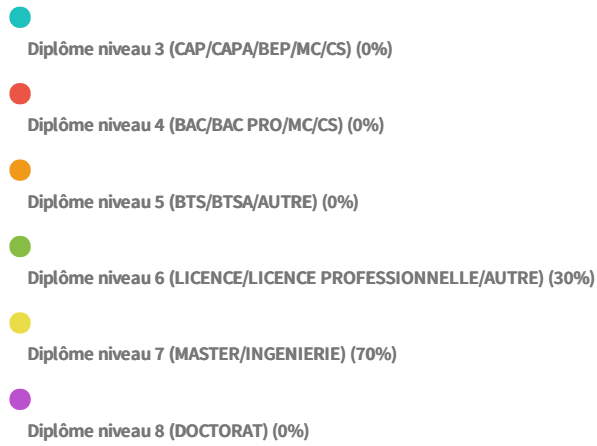 Diplôme niveau 3 (CAP/CAPA/BEP/MC/CS) (0%)
Diplôme niveau 4 (BAC/BAC PRO/MC/CS) (0%)
Diplôme niveau 5 (BTS/BTSA/AUTRE) (0%)
Diplôme niveau 6 (LICENCE/LICENCE PROFESSIONNELLE/AUTRE) (30%)
Diplôme niveau 7 (MASTER/INGENIERIE) (70%)
Diplôme niveau 8 (DOCTORAT) (0%)